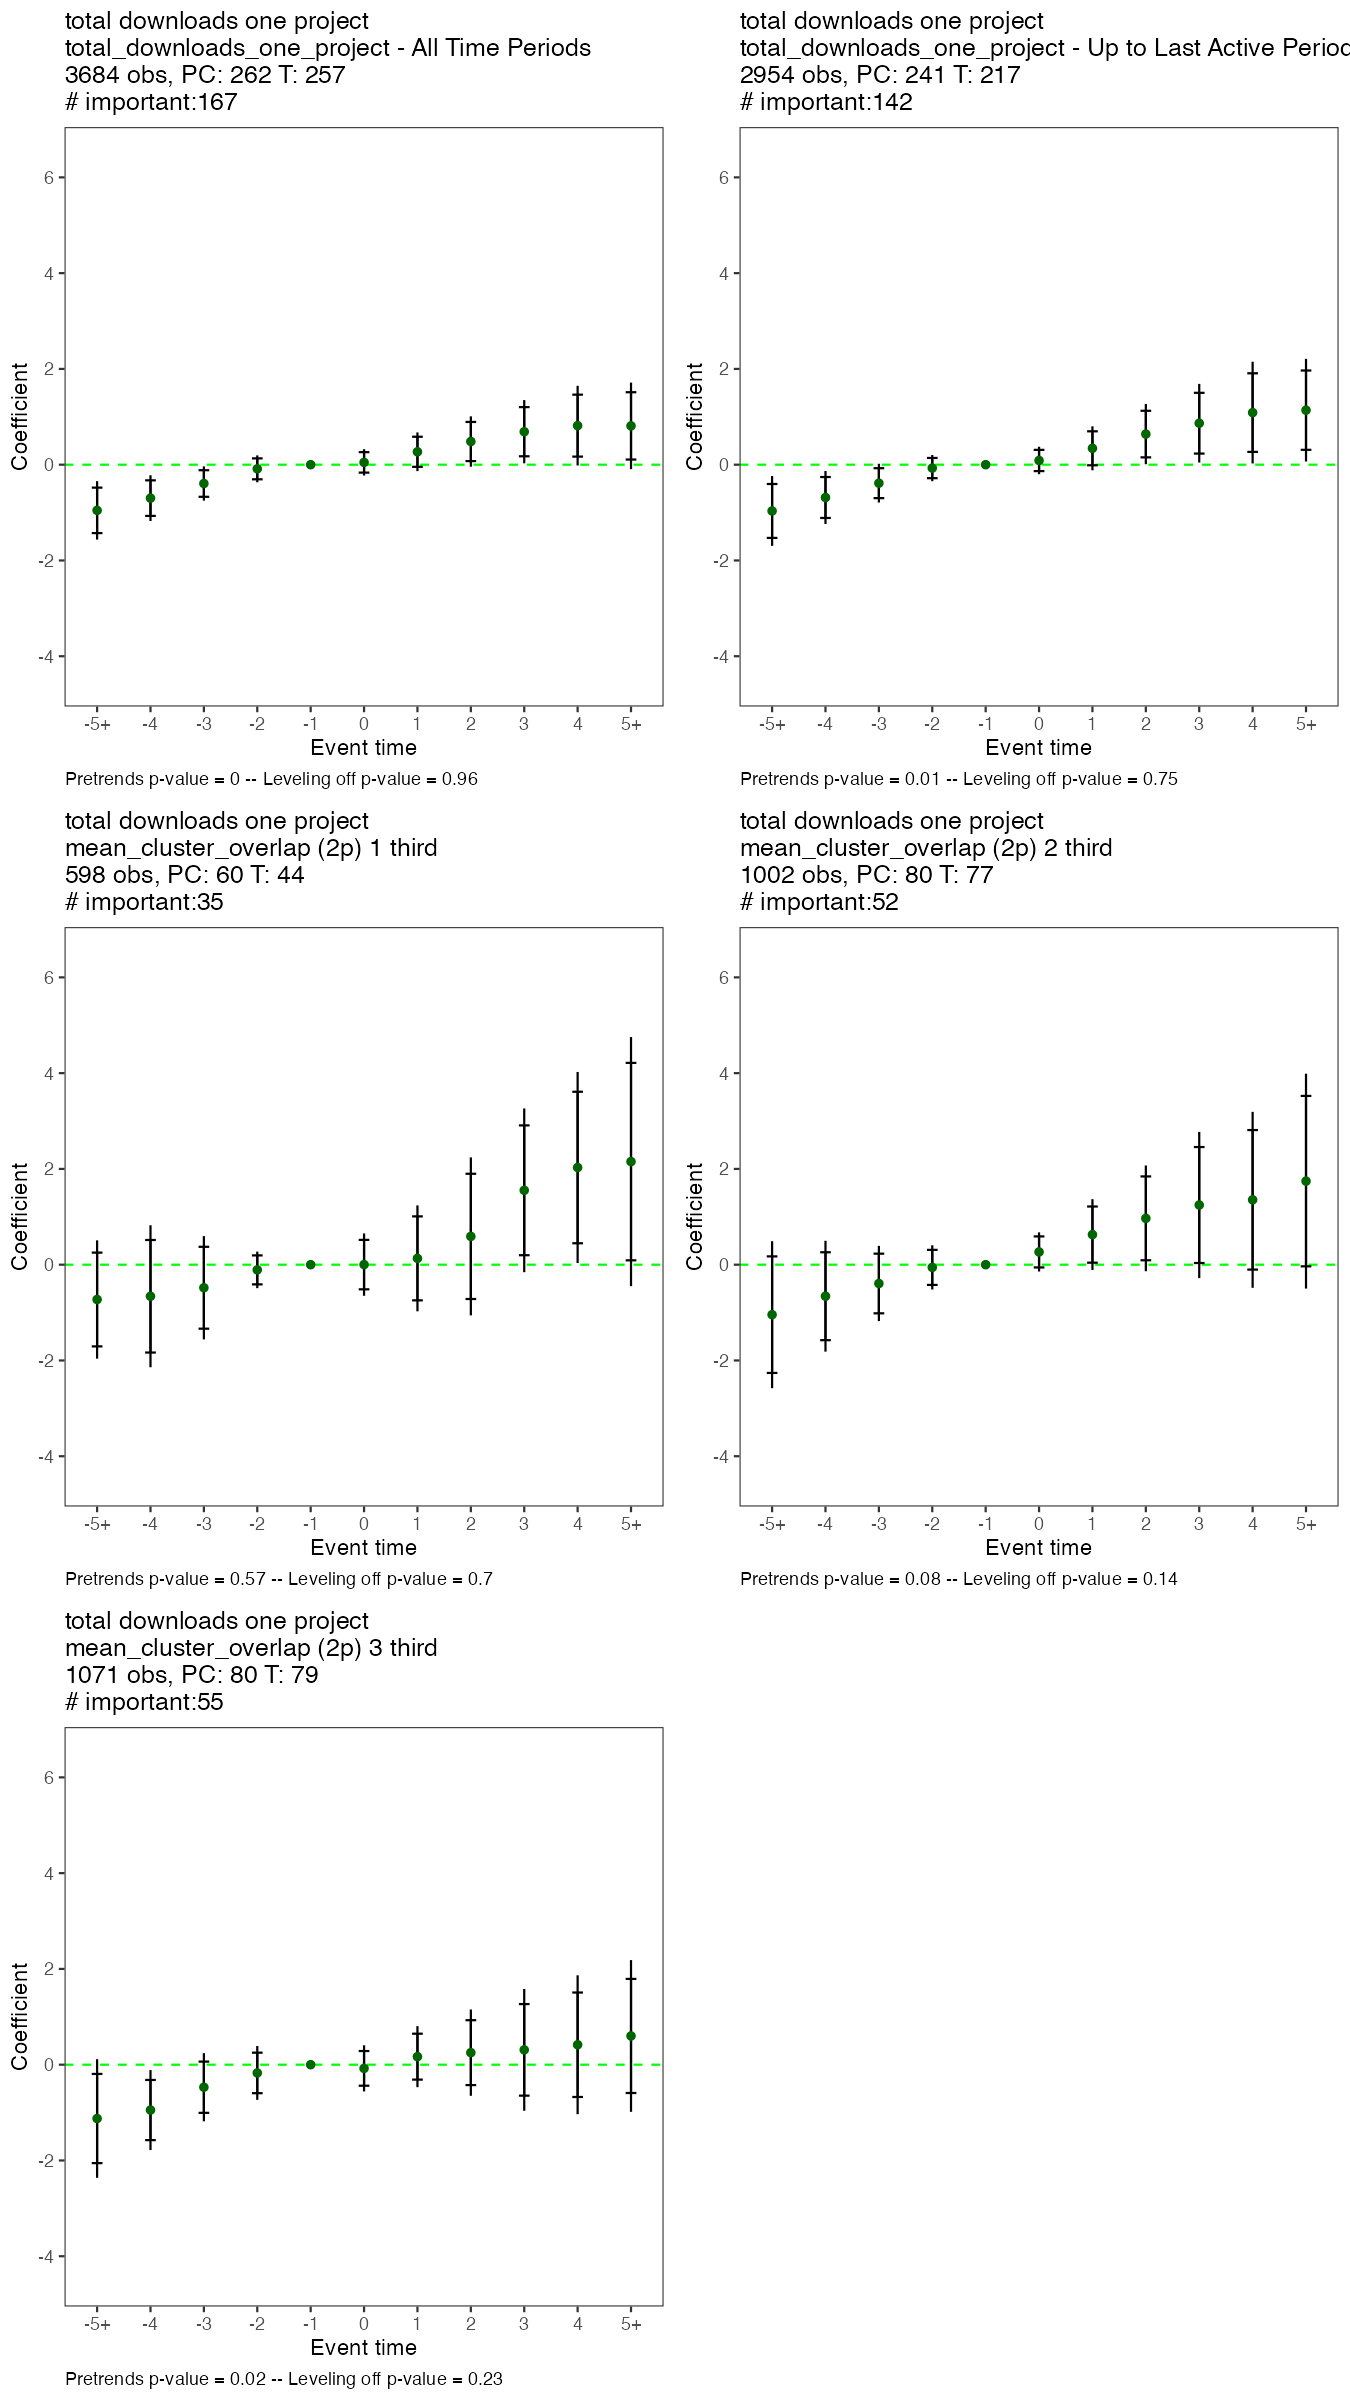 total downloads one project
total_downloads_one_project - All Time Periods
3684 obs, PC: 262 T: 257
# important:167
6
4
2
0
-2
-4
Coefficient
-5+ -4 -3 -2 -1 0 1 2 3 4 5+
Event time
Pretrends p-value = 0 -- Leveling off p-value = 0.96
total downloads one project
total_downloads_one_project - Up to Last Active Period
2954 obs, PC: 241 T: 217
# important:142
6
4
2
0
-2
-4
Coefficient
-5+ -4 -3 -2 -1 0 1 2 3 4 5+
Event time
Pretrends p-value = 0.01 -- Leveling off p-value = 0.75
total downloads one project
mean_cluster_overlap (2p) 1 third
598 obs, PC: 60 T: 44
# important:35
6
4
2
0
-2
-4
Coefficient
-5+ -4 -3 -2 -1 0 1 2 3 4 5+
Event time
Pretrends p-value = 0.57 -- Leveling off p-value = 0.7
total downloads one project
mean_cluster_overlap (2p) 2 third
1002 obs, PC: 80 T: 77
# important:52
6
4
2
0
-2
-4
Coefficient
-5+ -4 -3 -2 -1 0 1 2 3 4 5+
Event time
Pretrends p-value = 0.08 -- Leveling off p-value = 0.14
total downloads one project
mean_cluster_overlap (2p) 3 third
1071 obs, PC: 80 T: 79
# important:55
6
4
2
0
-2
-4
Coefficient
-5+ -4 -3 -2 -1 0 1 2 3 4 5+
Event time
Pretrends p-value = 0.02 -- Leveling off p-value = 0.23